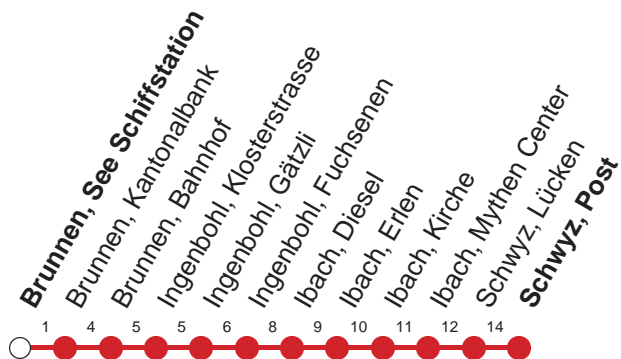 Brunnen, See Schiffstation
Brunnen, Kantonalbank
Brunnen, Bahnhof
Ingenbohl, Klosterstrasse
Ingenbohl, Gätzli
Ingenbohl, Fuchsenen
Ibach, Diesel
Ibach, Erlen
Ibach, Kirche
Ibach, Mythen Center
Schwyz, Lücken
Schwyz, Post
1 4 5 5 6 8 9 10 11 12 14